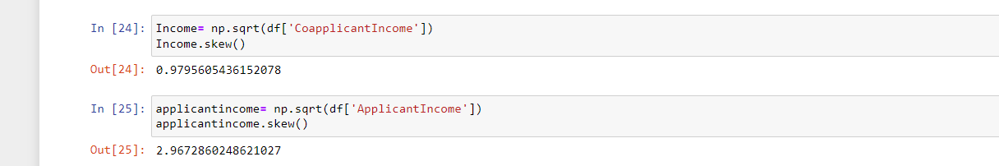 In [24]: Income= np.sqrt(df['CoapplicantIncome'])
Income.skew()
Out[24]: 0.9795605436152078
In [25]: applicantincome= np.sqrt(df['ApplicantIncome'])
applicantincome.skew()
Out[25]: 2.9672860248621027